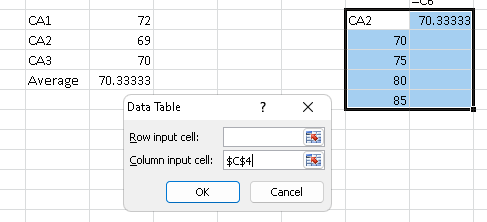 =C6
CA1 72
CA2 69
CA3 70
Average 70.33333
CA2 70.33333
70
75
80
85
Data Table ? ×
Row input cell:
Column input cell: $C$4
OK Cancel